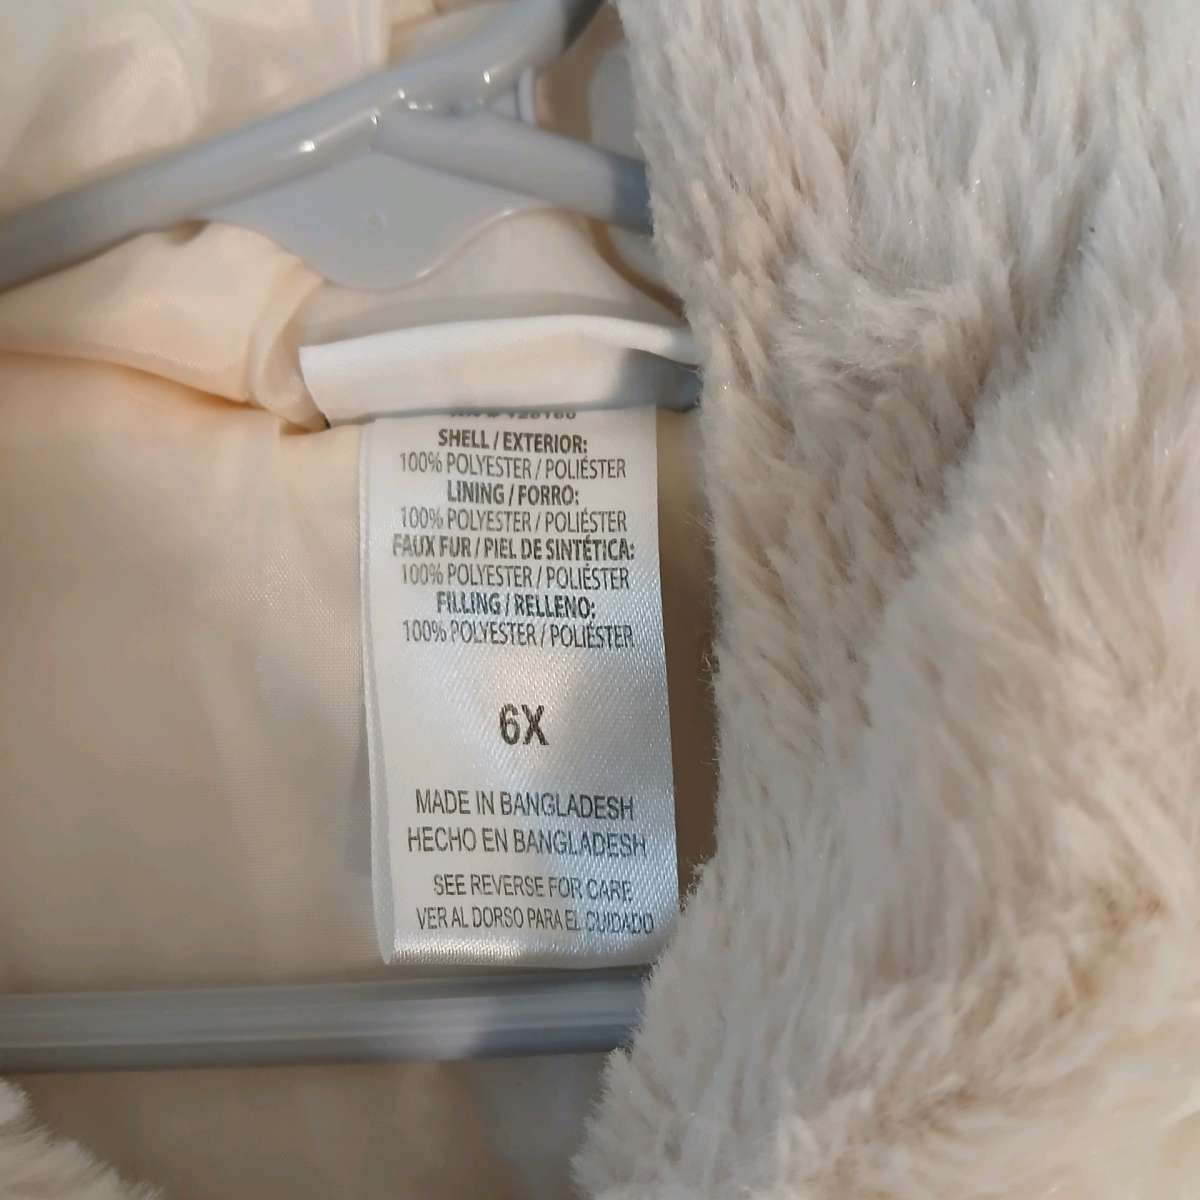 SHELL / EXTERIOR:
100% POLYESTER / POLIÉSTER
LINING / FORRO:
100% POLYESTER / POLIÉSTER
FAUX FUR / PIEL DE SINTÉTICA:
100% POLYESTER / POLIÉSTER
FILLING / RELLENO:
100% POLYESTER / POLIÉSTER
6X
MADE IN BANGLADESH
HECHO EN BANGLADESH
SEE REVERSE FOR CARE
VER AL DORSO PARA EL CUIDADO